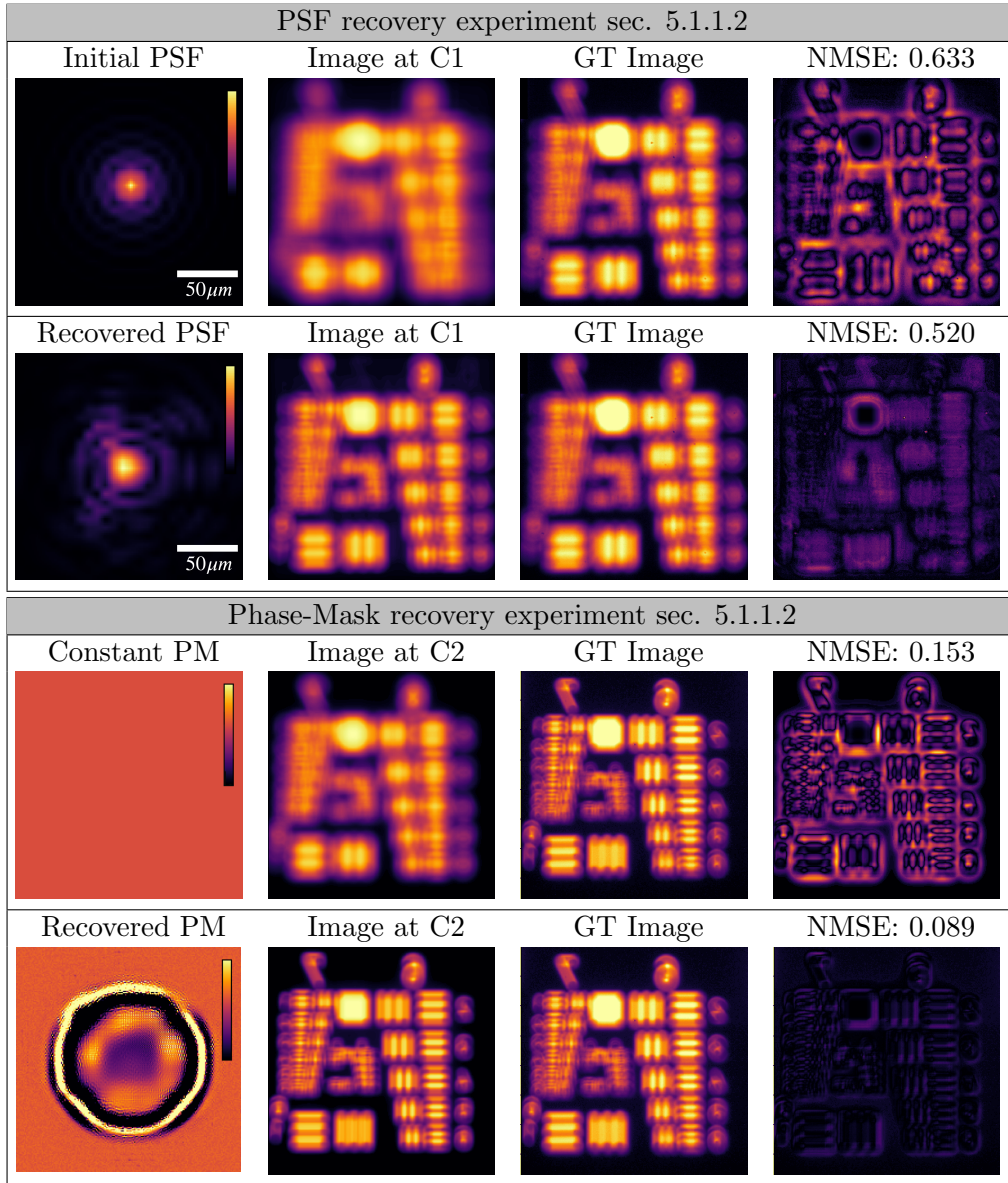 PSF recovery experiment sec. 5.1.1.2
Initial PSF Image at C1 GT Image NMSE: 0.633
50μm
Recovered PSF Image at C1 GT Image NMSE: 0.520
50μm
Phase-Mask recovery experiment sec. 5.1.1.2
Constant PM Image at C2 GT Image NMSE: 0.153
Recovered PM Image at C2 GT Image NMSE: 0.089